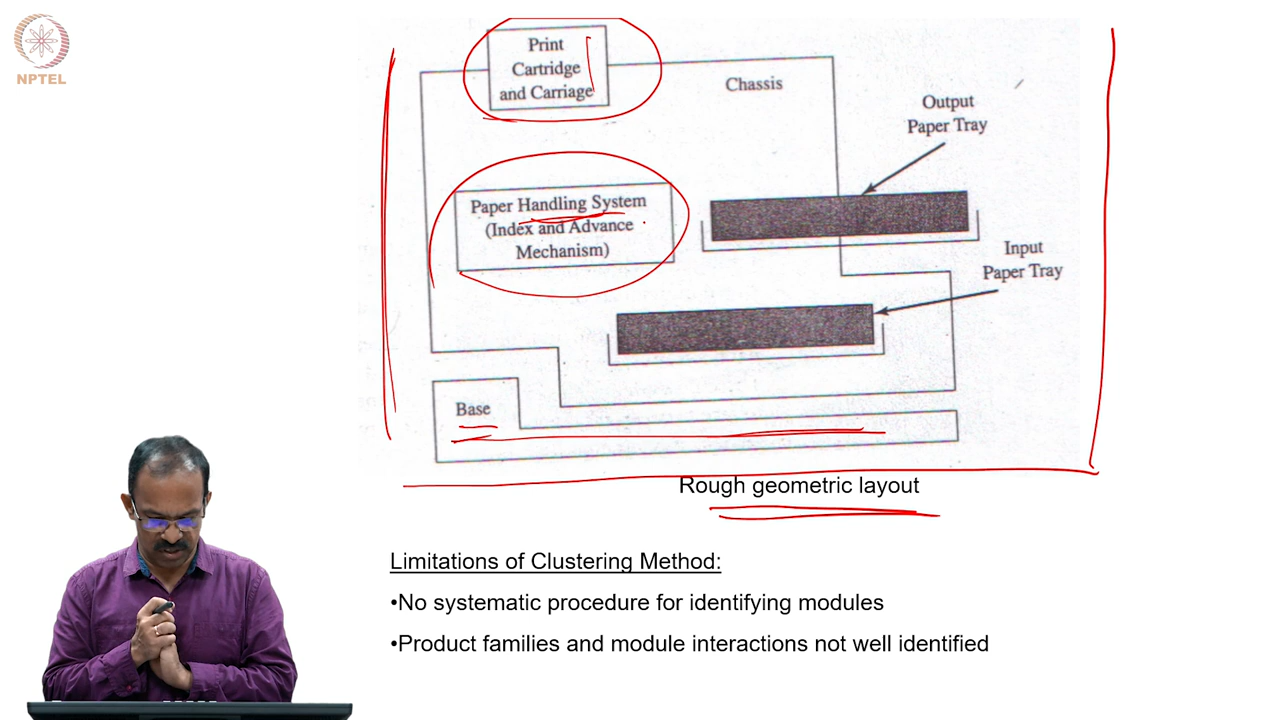 NPTEL
Print
Cartridge
and Carriage
Chassis
Output
Paper Tray
Paper Handling System
(Index and Advance
Mechanism)
Input
Paper Tray
Base
Rough geometric layout
Limitations of Clustering Method:
•No systematic procedure for identifying modules
•Product families and module interactions not well identified